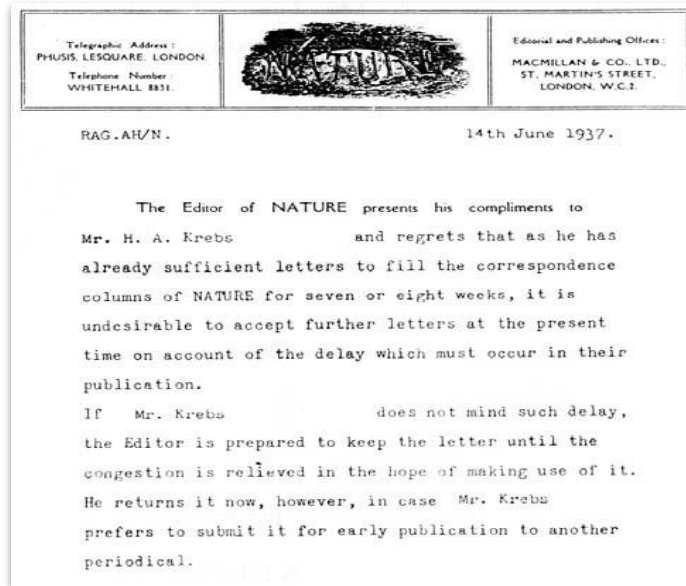 Telegraphic Address :
PHUSIS, LESQUARE, LONDON.
Telephone Number :
WHITEHALL 8831.
NATURE
Editorial and Publishing Offices :
MACMILLAN & CO., LTD.,
ST. MARTIN'S STREET,
LONDON. W.C.2.
RAG.AH/N.
14th June 1937.
The Editor of NATURE presents his compliments to
Mr. H. A. Krebs and regrets that as he has
already sufficient letters to fill the correspondence
columns of NATURE for seven or eight weeks, it is
undesirable to accept further letters at the present
time on account of the delay which must occur in their
publication.
If Mr. Krebs does not mind such delay,
the Editor is prepared to keep the letter until the
congestion is relieved in the hope of making use of it.
He returns it now, however, in case Mr. Krebs
prefers to submit it for early publication to another
periodical.